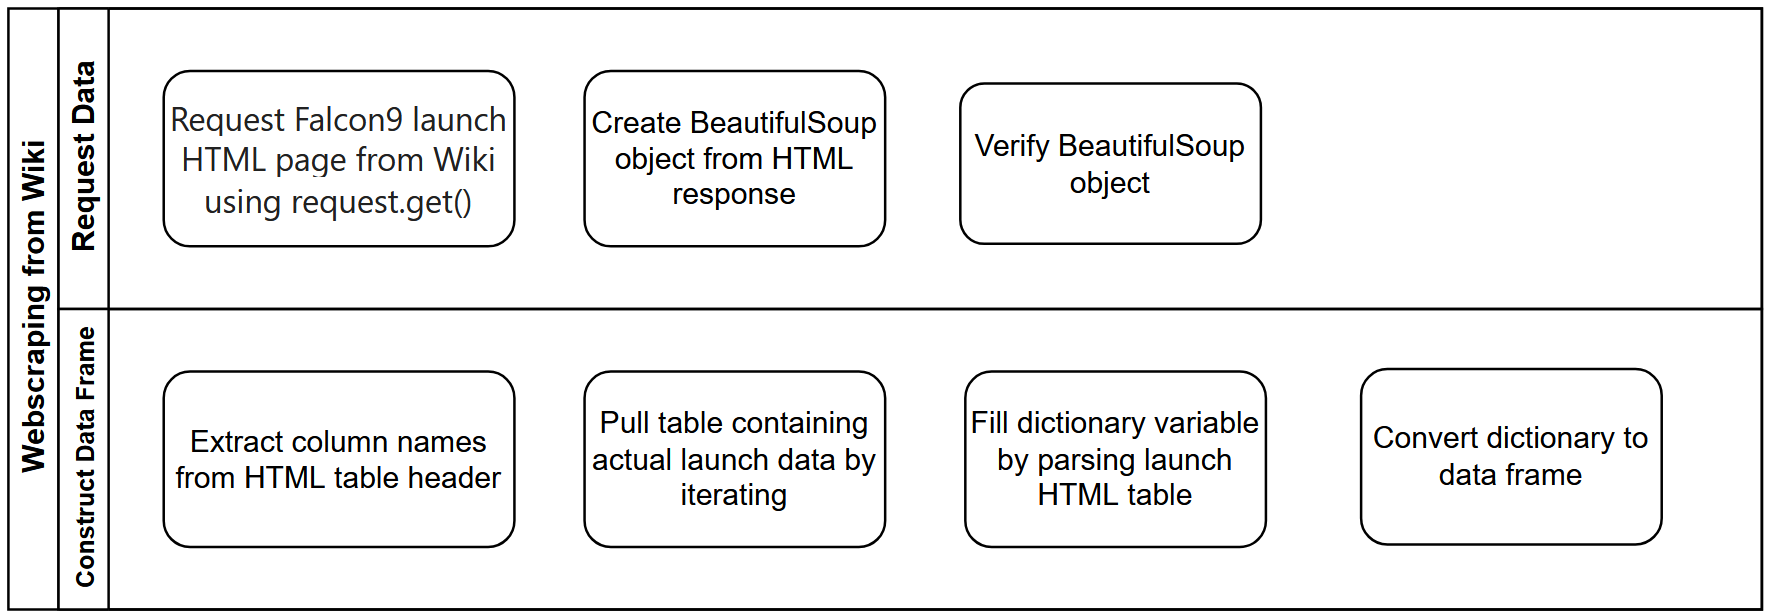 Webscraping from Wiki
Request Data
Request Falcon9 launch
HTML page from Wiki
using request.get()
Create BeautifulSoup
object from HTML
response
Verify BeautifulSoup
object
Construct Data Frame
Extract column names
from HTML table header
Pull table containing
actual launch data by
iterating
Fill dictionary variable
by parsing launch
HTML table
Convert dictionary to
data frame